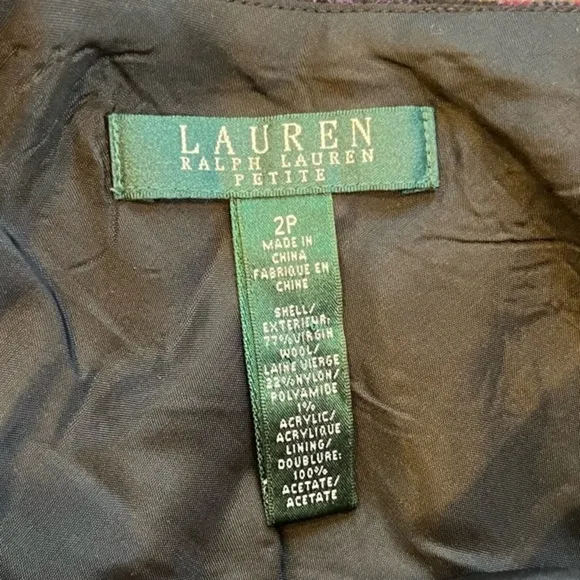 LAUREN
RALPH LAUREN
PETITE
2P
MADE IN
CHINA
FABRIQUE EN
CHINE
SHELL/
EXTERIEUR:
77%VIRGIN
WOOL/
LAINE VIERGE
22%NYLON/
POLYAMIDE
1%
ACRYLIC/
ACRYLIQUE
LINING/
DOUBLURE:
100%
ACETATE/
ACETATE